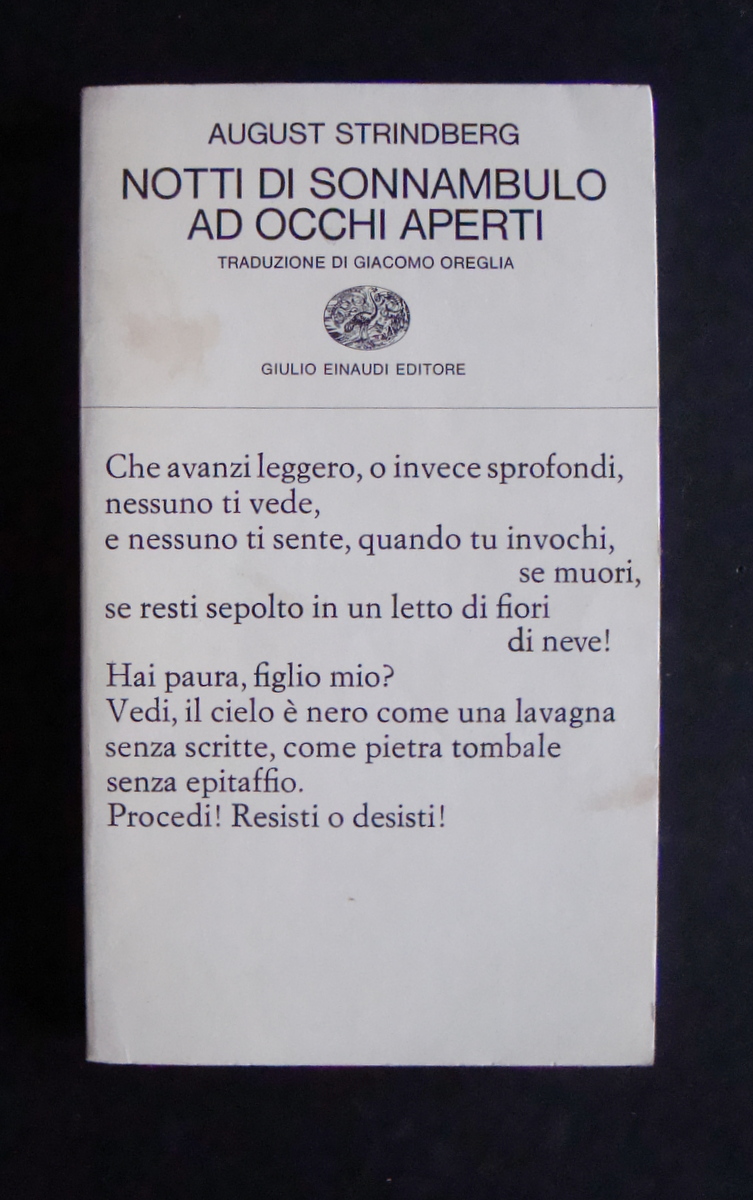 AUGUST STRINDBERG
NOTTI DI SONNAMBULO
AD OCCHI APERTI
TRADUZIONE DI GIACOMO OREGLIA
GIULIO EINAUDI EDITORE
Che avanzi leggero, o invece sprofondi,
nessuno ti vede,
e nessuno ti sente, quando tu invochi,
se muori,
se resti sepolto in un letto di fiori
di neve!
Hai paura, figlio mio?
Vedi, il cielo è nero come una lavagna
senza scritte, come pietra tombale
senza epitaffio.
Procedi! Resisti o desisti!